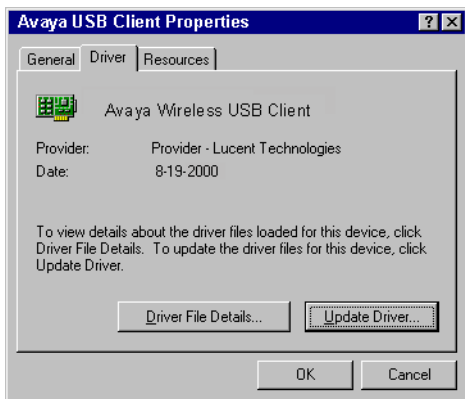 Avaya USB Client Properties
General Driver Resources
Avaya Wireless USB Client
Provider: Provider - Lucent Technologies
Date: 8-19-2000
To view details about the driver files loaded for this device, click
Driver File Details. To update the driver files for this device, click
Update Driver.
Driver File Details... Update Driver...
OK Cancel